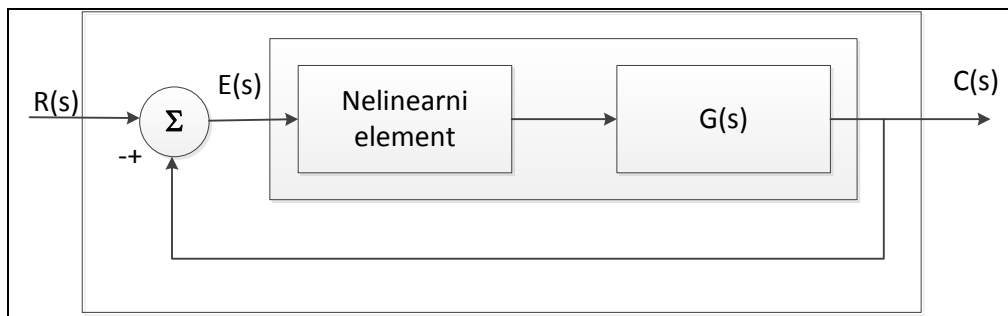 R(s)
Σ
-+
E(s)
Nelinearni
element
G(s)
C(s)